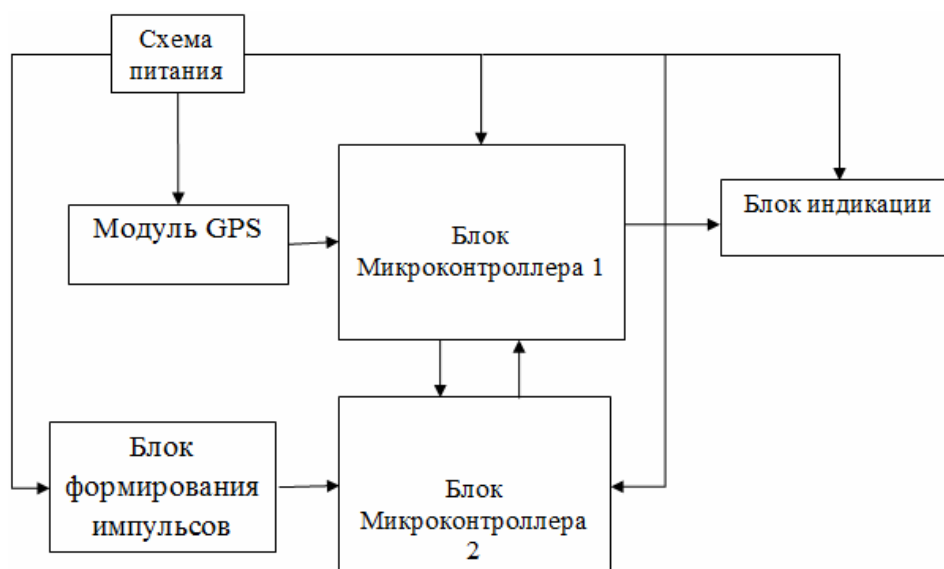 Схема
питания
Модуль GPS
Блок
Микроконтроллера 1
Блок индикации
Блок
формирования
импульсов
Блок
Микроконтроллера
2